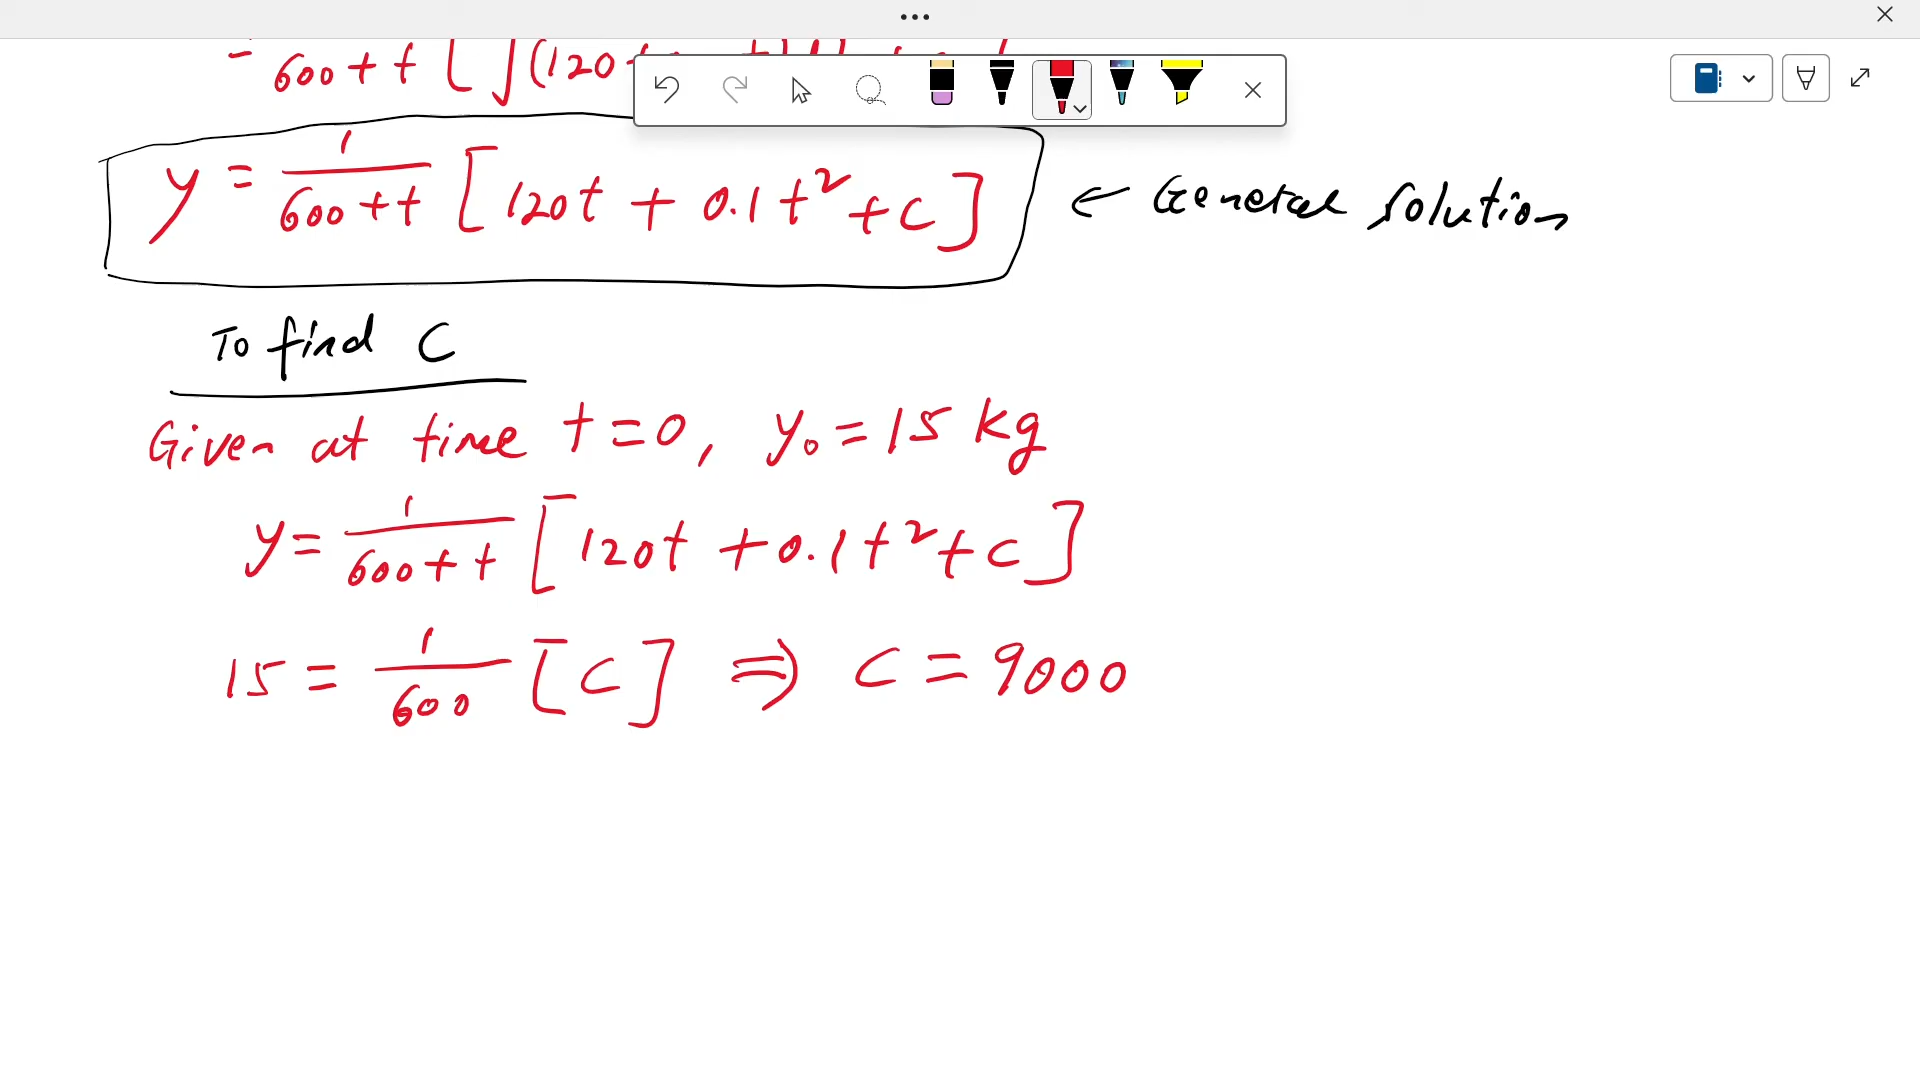 = 600 + t [ ∫(120
y = 1/(600 + t) [120t + 0.1t² + C] ← General solution
To find C
Given at time t = 0, y₀ = 15 kg
y = 1/(600 + t) [120t + 0.1t² + C]
15 = 1/600 [C] ⇒ C = 9000